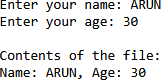 Enter your name: ARUN
Enter your age: 30
Contents of the file:
Name: ARUN, Age: 30